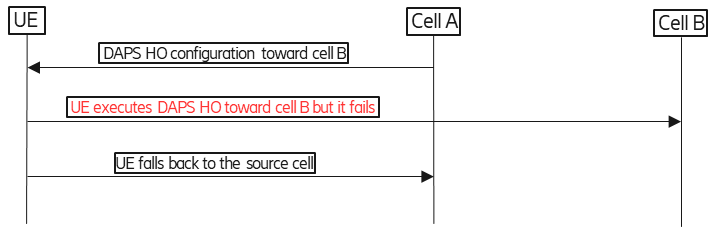 UE
Cell A
Cell B
DAPS HO configuration toward cell B
UE executes DAPS HO toward cell B but it fails
UE falls back to the source cell